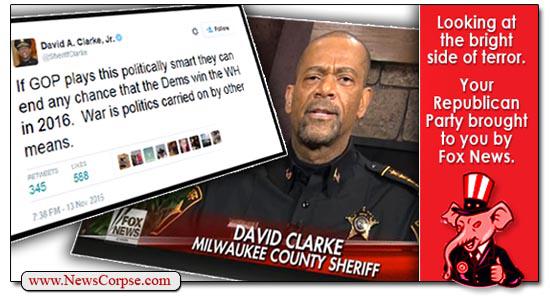 David A. Clarke, Jr.
@SheriffClarke
Follow
If GOP plays this politically smart they can
end any chance that the Dems win the WH
in 2016. War is politics carried on by other
means.
RETWEETS
345
LIKES
588
7:38 PM - 13 Nov 2015
FOX
NEWS
DAVID CLARKE
MILWAUKEE COUNTY SHERIFF
Looking at
the bright
side of terror.
Your
Republican
Party brought
to you by
Fox News.
www.NewsCorpse.com